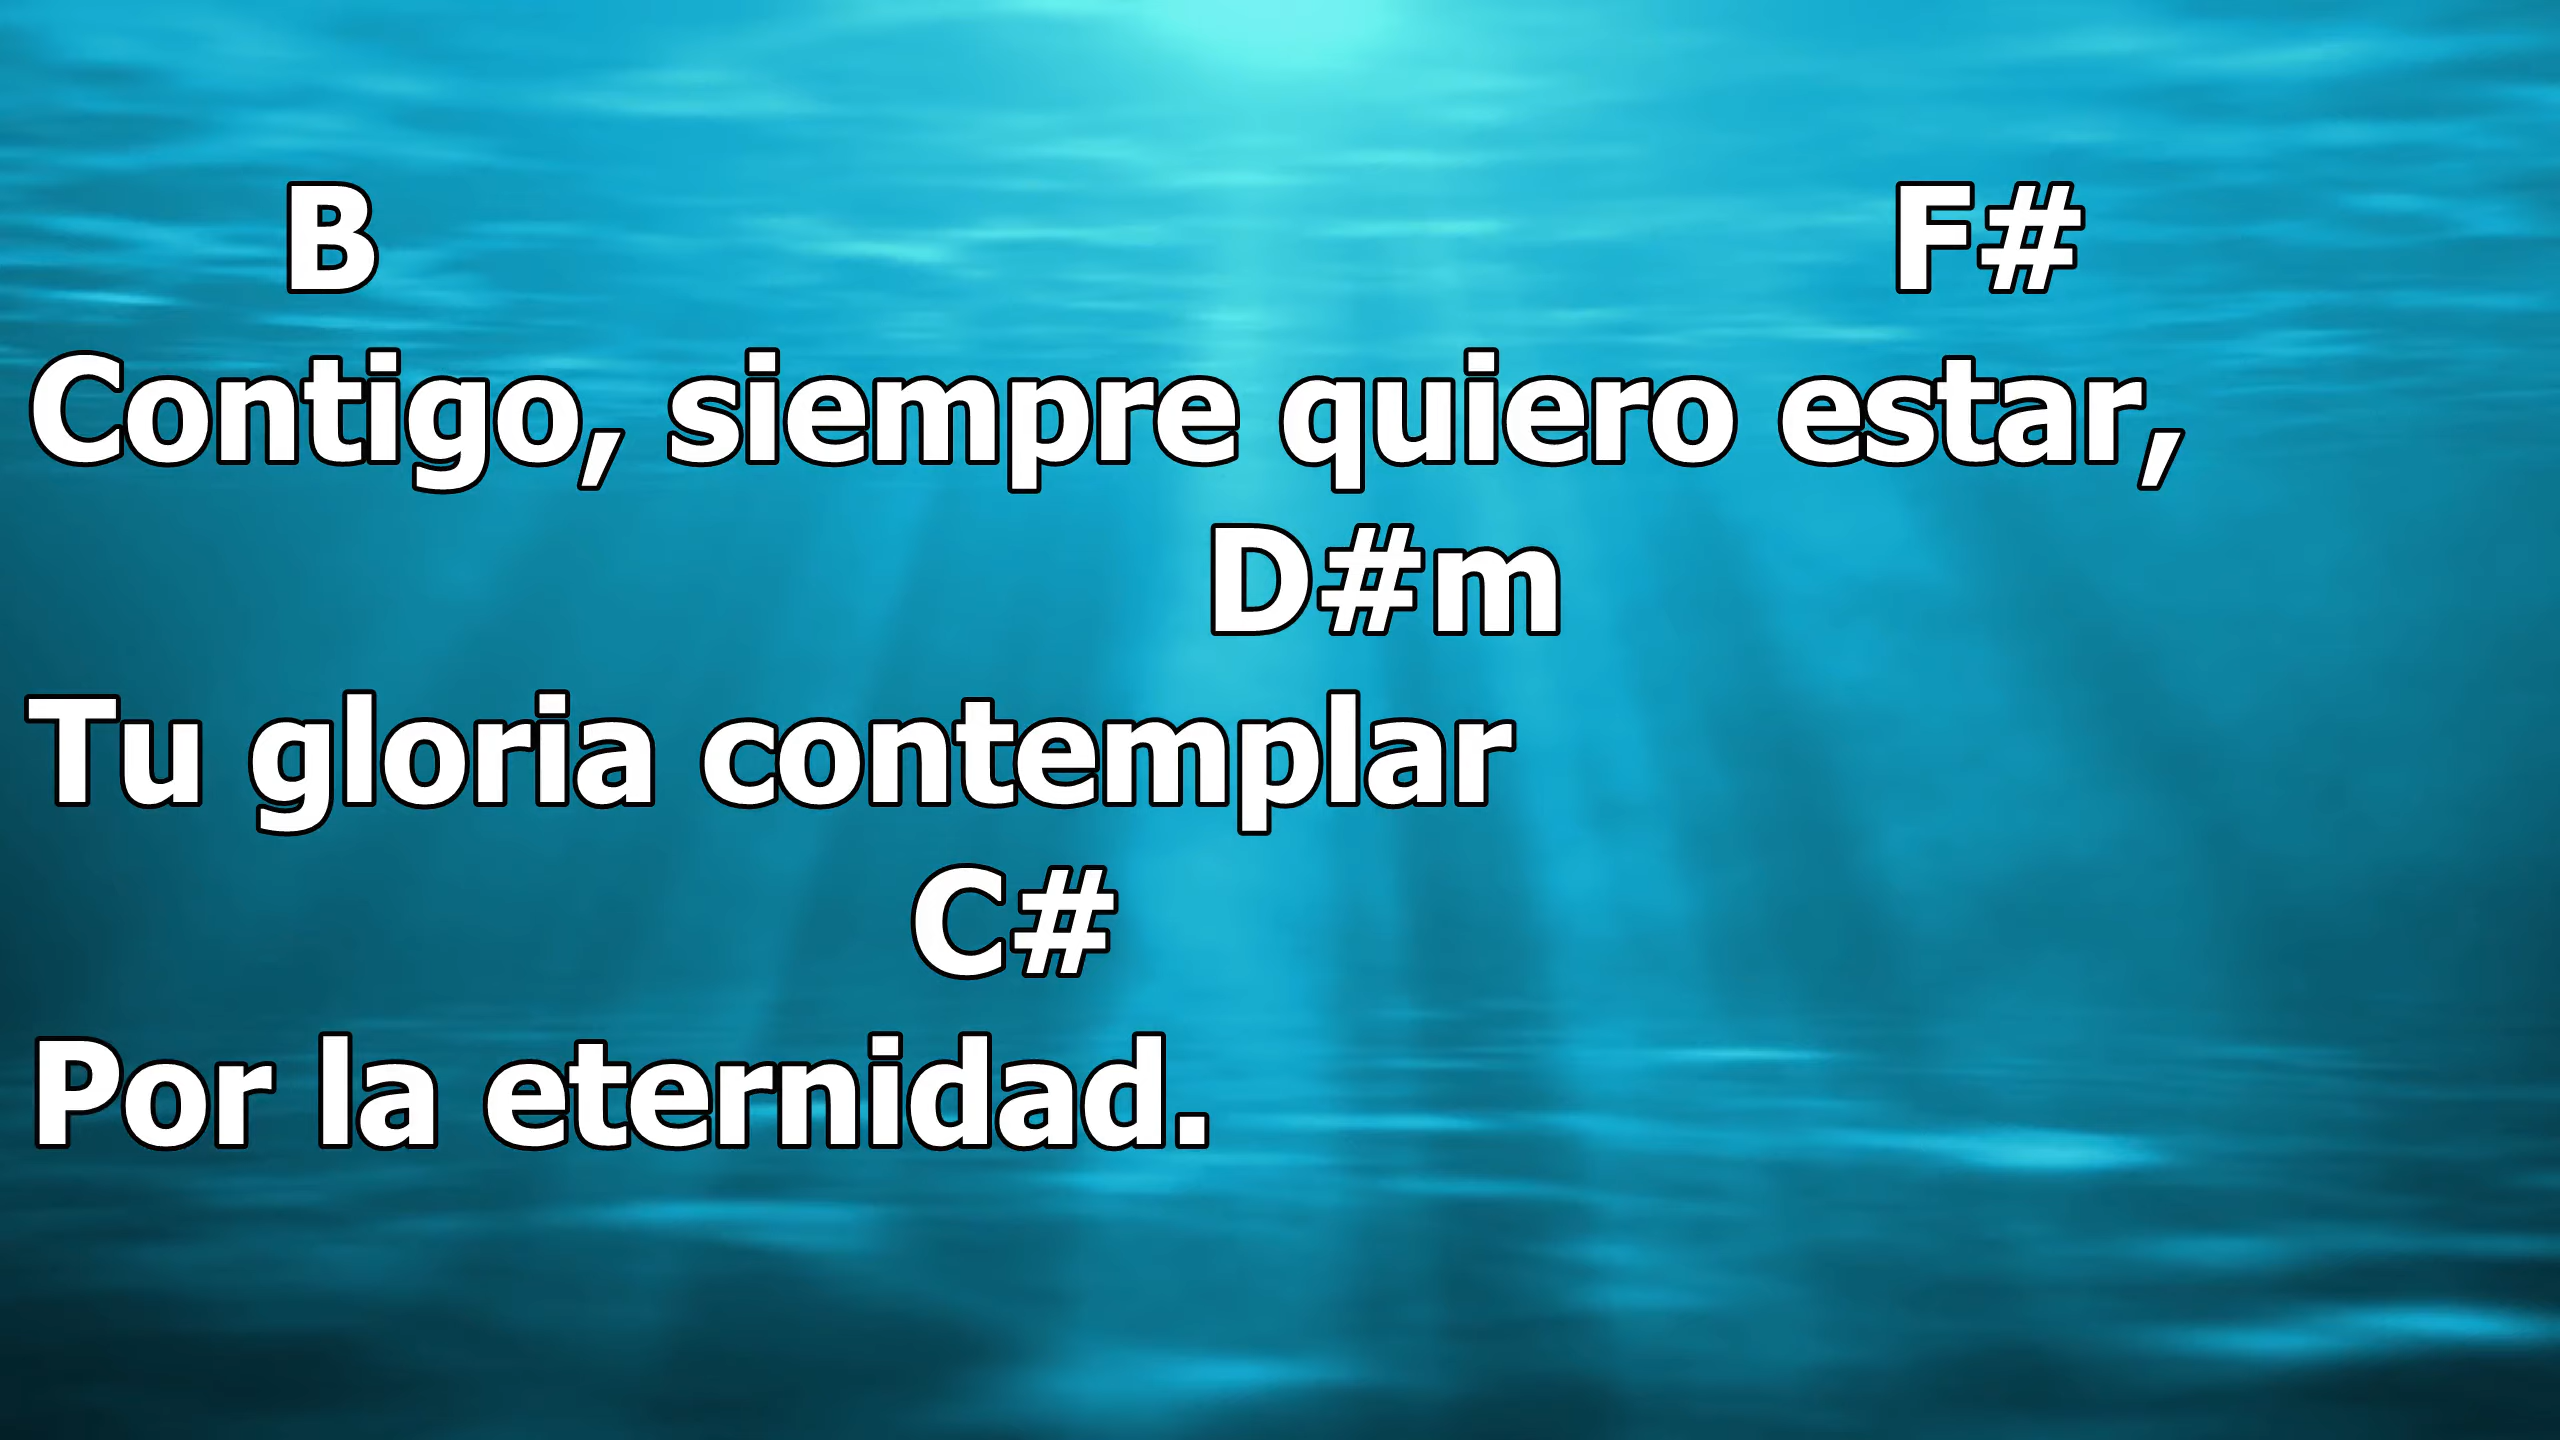 B F#
Contigo, siempre quiero estar,
D#m
Tu gloria contemplar
C#
Por la eternidad.